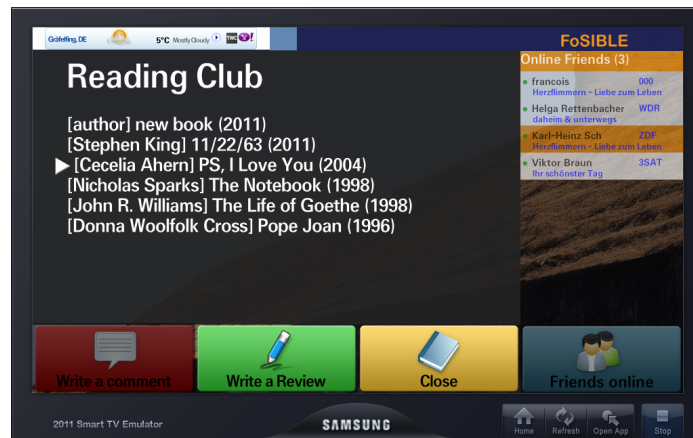 Gräfelfing, DE 5°C Mostly Cloudy TWC Y!
FoSIBLE
Online Friends (3)
francois 000
Herzflimmern - Liebe zum Leben
Helga Rettenbacher WDR
daheim & unterwegs
Karl-Heinz Sch ZDF
Herzflimmern - Liebe zum Leben
Viktor Braun 3SAT
Ihr schönster Tag
Reading Club
[author] new book (2011)
[Stephen King] 11/22/63 (2011)
[Cecelia Ahern] PS, I Love You (2004)
[Nicholas Sparks] The Notebook (1998)
[John R. Williams] The Life of Goethe (1998)
[Donna Woolfolk Cross] Pope Joan (1996)
Write a comment
Write a Review
Close
Friends online
2011 Smart TV Emulator
SAMSUNG
Home Refresh Open App Stop